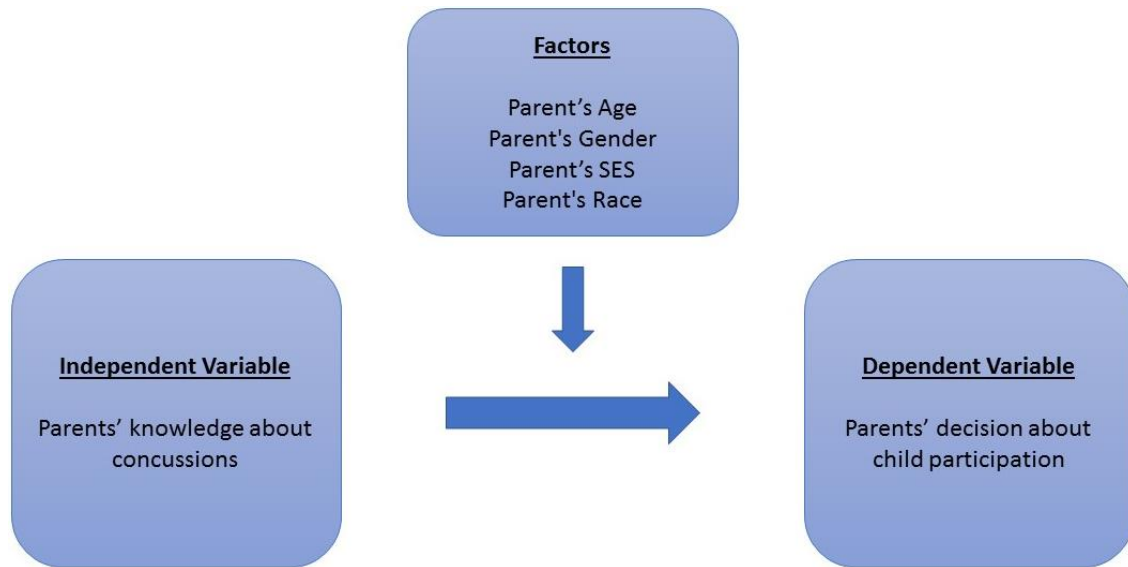 Factors
Parent’s Age
Parent's Gender
Parent’s SES
Parent's Race
Independent Variable
Parents’ knowledge about
concussions
Dependent Variable
Parents’ decision about
child participation